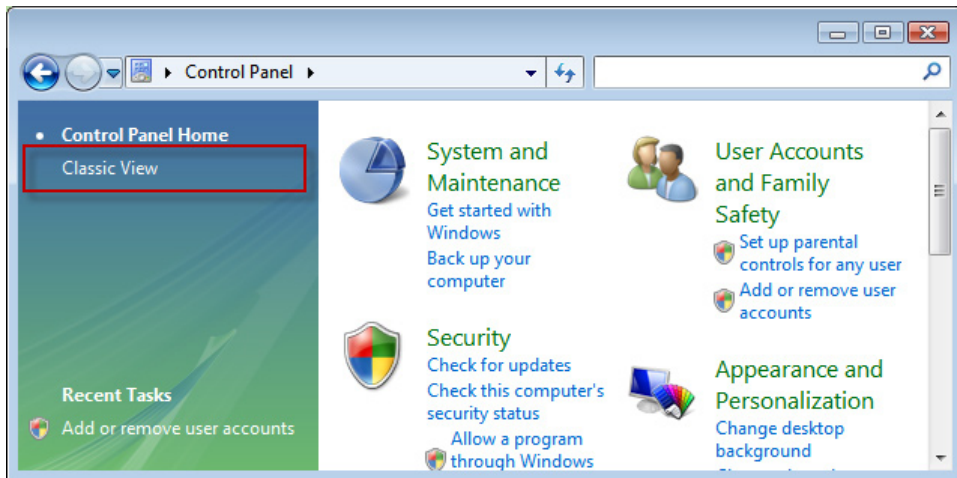 Control Panel
Control Panel Home
Classic View
Recent Tasks
Add or remove user accounts
System and
Maintenance
Get started with
Windows
Back up your
computer
Security
Check for updates
Check this computer's
security status
Allow a program
through Windows
User Accounts
and Family
Safety
Set up parental
controls for any user
Add or remove user
accounts
Appearance and
Personalization
Change desktop
background